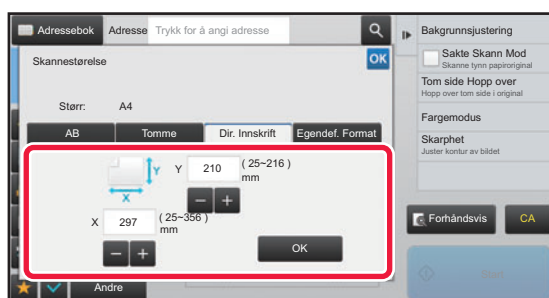 Adressebok
Adresse
Trykk for å angi adresse
Skannestørelse
OK
Størr:
A4
AB
Tomme
Dir. Innskrift
Egendef. Format
Y
Y
210
( 25~216 )
mm
X
X
297
( 25~356 )
mm
OK
Andre
Bakgrunnsjustering
Sakte Skann Mod
Skanne tynn papiroriginal
Tom side Hopp over
Hopp over tom side i original
Fargemodus
Skarphet
Juster kontur av bildet
Forhåndsvis
CA
Start